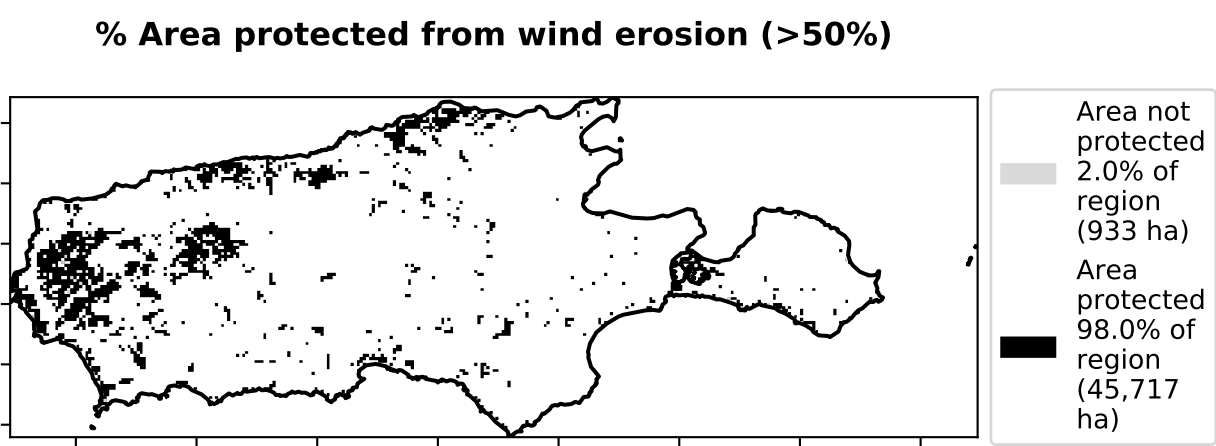 % Area protected from wind erosion (>50%)
Area not
protected
2.0% of
region
(933 ha)
Area
protected
98.0% of
region
(45,717
ha)